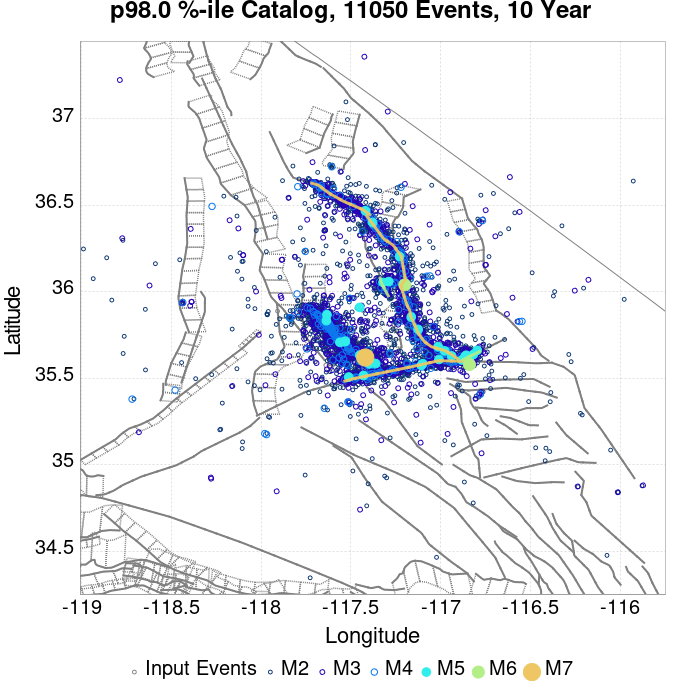 p98.0 %-ile Catalog, 11050 Events, 10 Year
37
36.5
36
35.5
35
34.5
Latitude
-119 -118.5 -118 -117.5 -117 -116.5 -116
Longitude
Input Events M2 M3 M4 M5 M6 M7